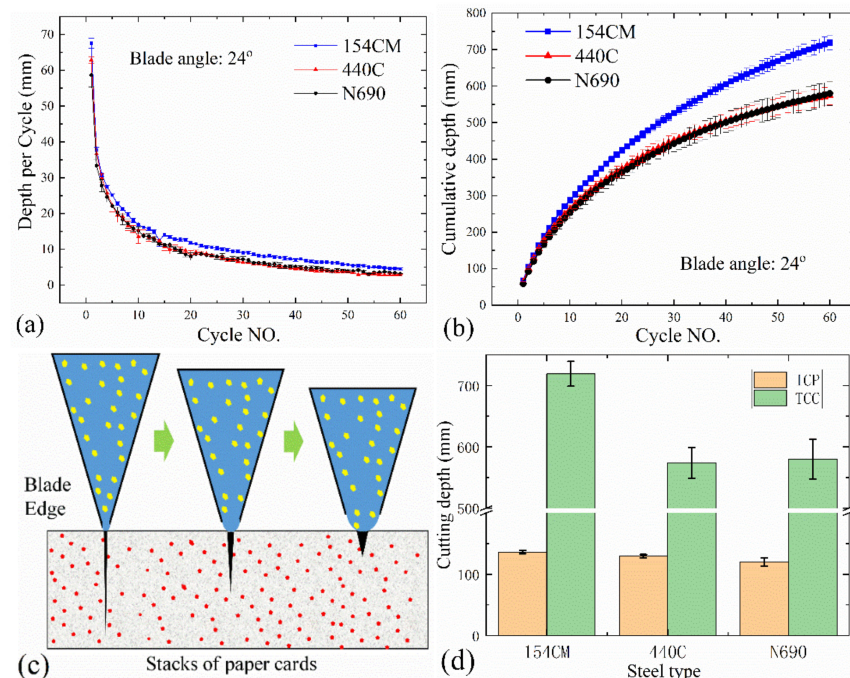 70
60
50
40
30
20
10
0
Depth per Cycle (mm)
Blade angle: 24°
154CM
440C
N690
0
10
20
30
40
50
60
Cycle NO.
(a)
800
700
600
500
400
300
200
100
0
Cumulative depth (mm)
154CM
440C
N690
Blade angle: 24°
0
10
20
30
40
50
60
Cycle NO.
(b)
Blade
Edge
Stacks of paper cards
(c)
700
600
500
100
0
Cutting depth (mm)
TCP
TCC
154CM
440C
N690
Steel type
(d)